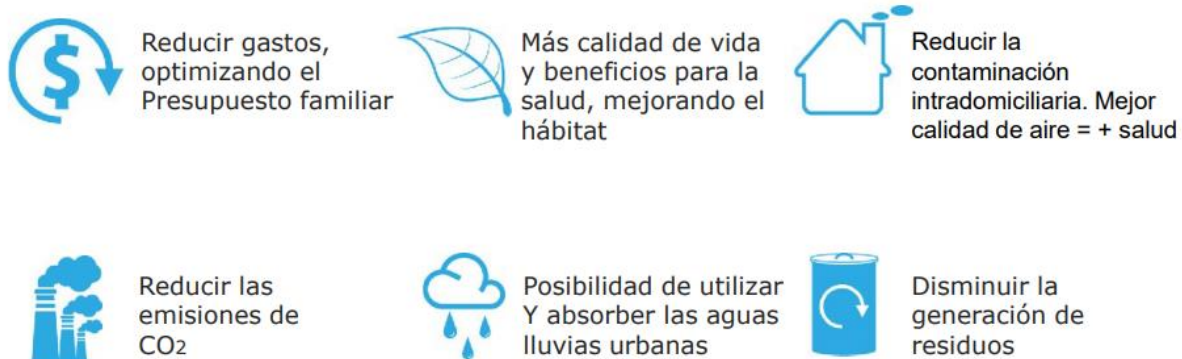 Reducir gastos,
optimizando el
Presupuesto familiar
Más calidad de vida
y beneficios para la
salud, mejorando el
hábitat
Reducir la
contaminación
intradomiciliaria. Mejor
calidad de aire = + salud
Reducir las
emisiones de
CO2
Posibilidad de utilizar
Y absorber las aguas
lluvias urbanas
Disminuir la
generación de
residuos